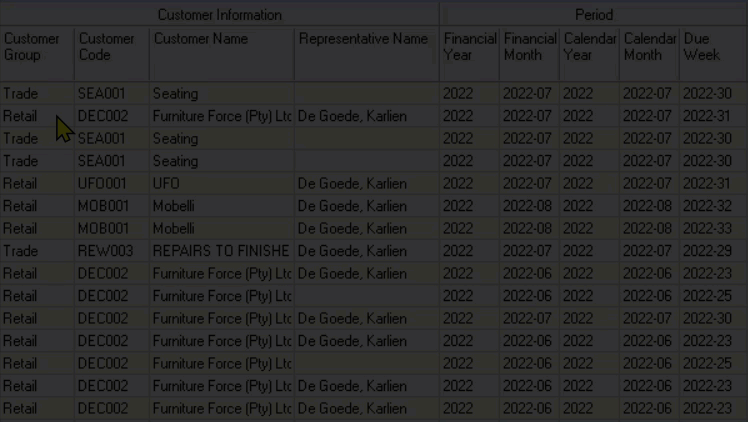 Customer Information Period
Customer Group Customer Code Customer Name Representative Name Financial Year Financial Month Calendar Year Calendar Month Due Week
Trade SEA001 Seating 2022 2022-07 2022 2022-07 2022-30
Retail DEC002 Furniture Force (Pty) Ltc De Goede, Karlien 2022 2022-07 2022 2022-07 2022-31
Trade SEA001 Seating 2022 2022-07 2022 2022-07 2022-30
Trade SEA001 Seating 2022 2022-07 2022 2022-07 2022-30
Retail UFO001 UFO De Goede, Karlien 2022 2022-07 2022 2022-07 2022-31
Retail MOB001 Mobelli De Goede, Karlien 2022 2022-08 2022 2022-08 2022-32
Retail MOB001 Mobelli De Goede, Karlien 2022 2022-08 2022 2022-08 2022-33
Trade REW003 REPAIRS TO FINISHE De Goede, Karlien 2022 2022-07 2022 2022-07 2022-29
Retail DEC002 Furniture Force (Pty) Ltc De Goede, Karlien 2022 2022-06 2022 2022-06 2022-23
Retail DEC002 Furniture Force (Pty) Ltc 2022 2022-06 2022 2022-06 2022-25
Retail DEC002 Furniture Force (Pty) Ltc De Goede, Karlien 2022 2022-07 2022 2022-07 2022-30
Retail DEC002 Furniture Force (Pty) Ltc De Goede, Karlien 2022 2022-06 2022 2022-06 2022-23
Retail DEC002 Furniture Force (Pty) Ltc 2022 2022-06 2022 2022-06 2022-25
Retail DEC002 Furniture Force (Pty) Ltc De Goede, Karlien 2022 2022-06 2022 2022-06 2022-23
Retail DEC002 Furniture Force (Pty) Ltc De Goede, Karlien 2022 2022-06 2022 2022-06 2022-23